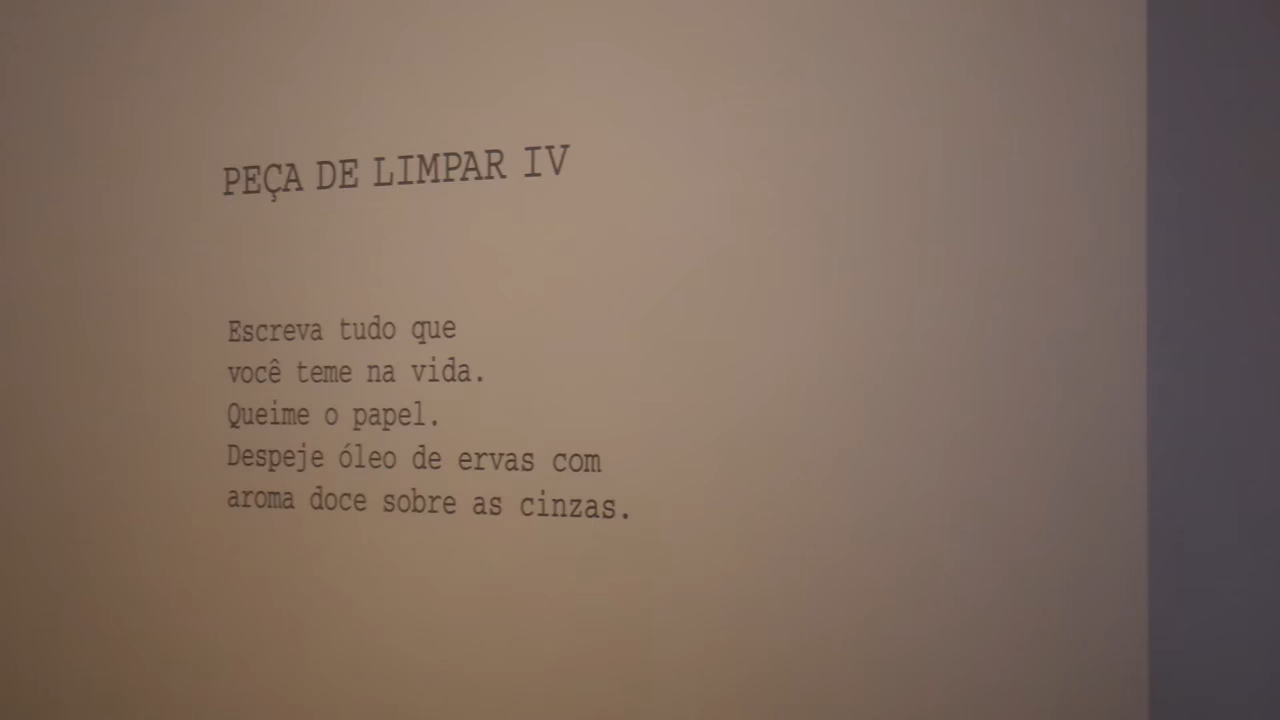 PEÇA DE LIMPAR IV
Escreva tudo que
você teme na vida.
Queime o papel.
Despeje óleo de ervas com
aroma doce sobre as cinzas.